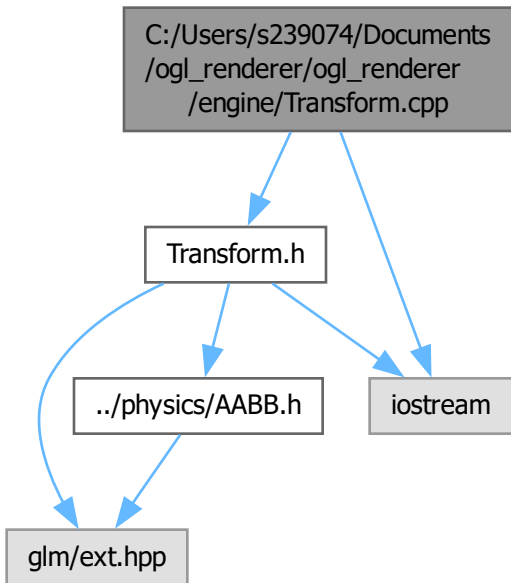 C:/Users/s239074/Documents
/ogl_renderer/ogl_renderer
/engine/Transform.cpp
Transform.h
../physics/AABB.h
iostream
glm/ext.hpp